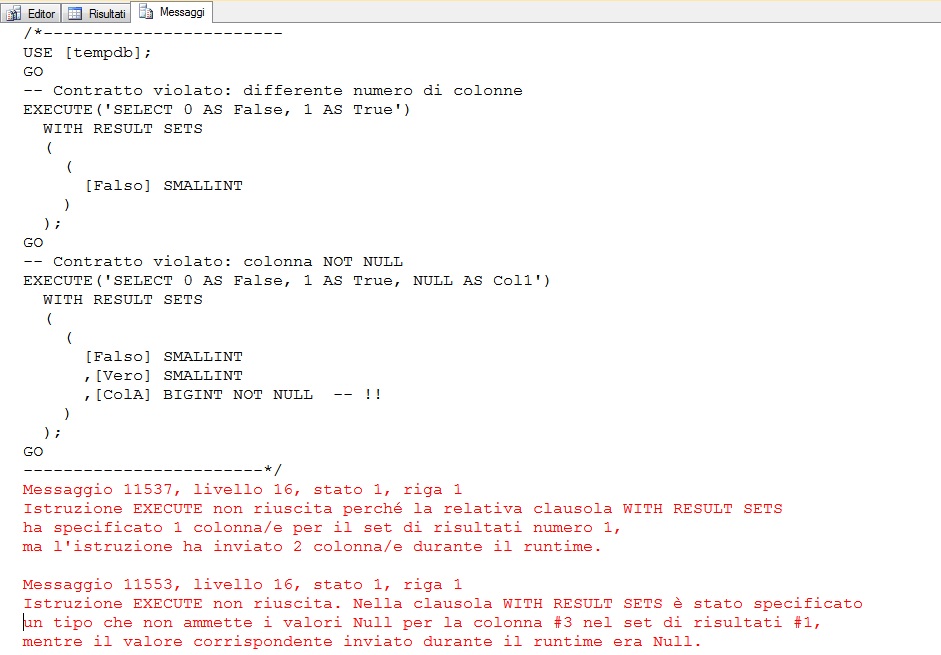 Editor Risultati Messaggi
/*------------------------
USE [tempdb];
GO
-- Contratto violato: differente numero di colonne
EXECUTE('SELECT 0 AS False, 1 AS True')
  WITH RESULT SETS
  (
    (
      [Falso] SMALLINT
    )
  );
GO
-- Contratto violato: colonna NOT NULL
EXECUTE('SELECT 0 AS False, 1 AS True, NULL AS Col1')
  WITH RESULT SETS
  (
    (
      [Falso] SMALLINT
      ,[Vero] SMALLINT
      ,[ColA] BIGINT NOT NULL  -- !!
    )
  );
GO
------------------------*/
Messaggio 11537, livello 16, stato 1, riga 1
Istruzione EXECUTE non riuscita perché la relativa clausola WITH RESULT SETS
ha specificato 1 colonna/e per il set di risultati numero 1,
ma l'istruzione ha inviato 2 colonna/e durante il runtime.

Messaggio 11553, livello 16, stato 1, riga 1
Istruzione EXECUTE non riuscita. Nella clausola WITH RESULT SETS è stato specificato
un tipo che non ammette i valori Null per la colonna #3 nel set di risultati #1,
mentre il valore corrispondente inviato durante il runtime era Null.